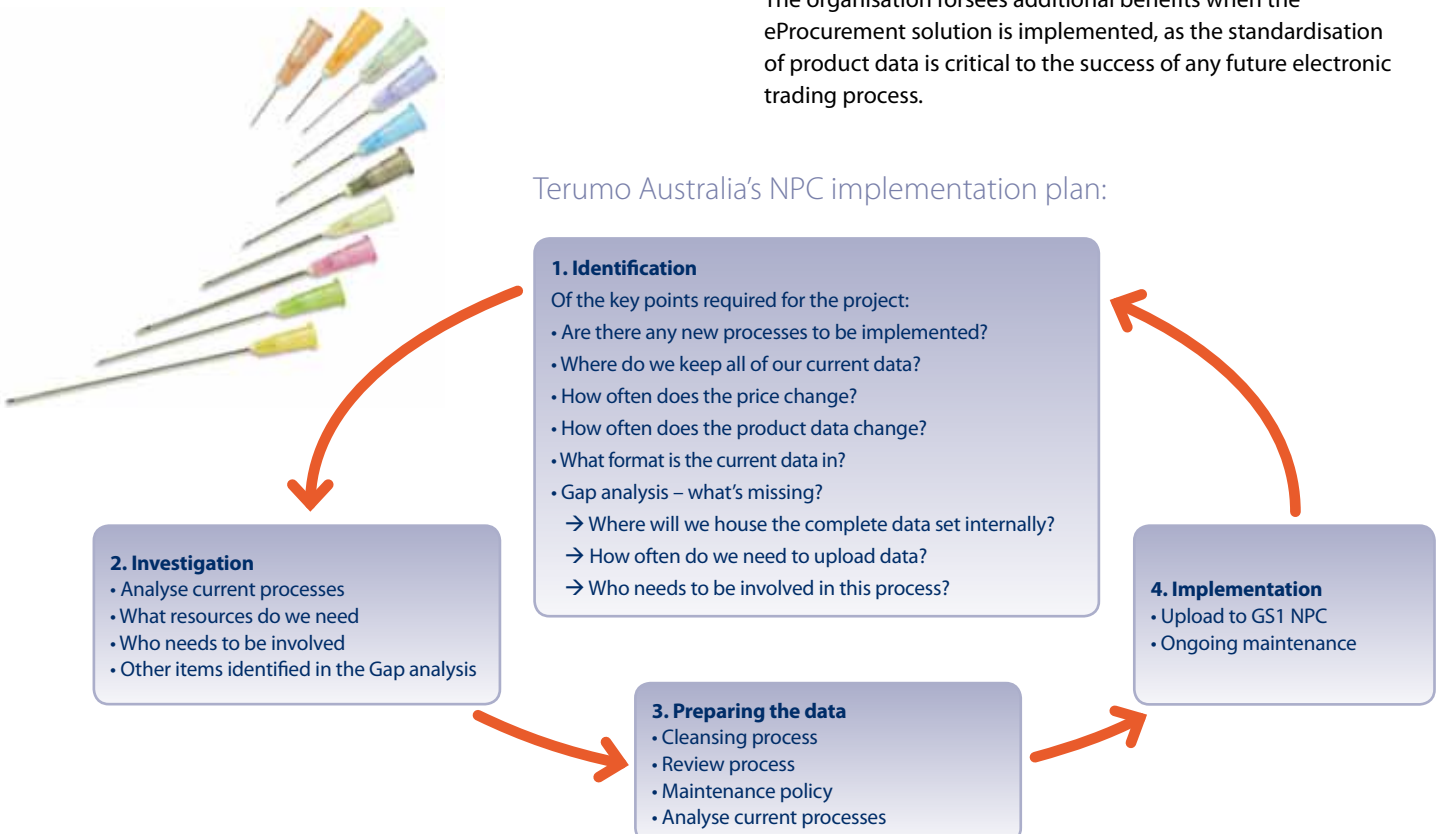 The organisation forsees additional benefits when the
eProcurement solution is implemented, as the standardisation
of product data is critical to the success of any future electronic
trading process.
Terumo Australia's NPC implementation plan:
1. Identification
Of the key points required for the project:
• Are there any new processes to be implemented?
• Where do we keep all of our current data?
• How often does the price change?
• How often does the product data change?
• What format is the current data in?
• Gap analysis – what's missing?
→ Where will we house the complete data set internally?
→ How often do we need to upload data?
→ Who needs to be involved in this process?
2. Investigation
• Analyse current processes
• What resources do we need
• Who needs to be involved
• Other items identified in the Gap analysis
3. Preparing the data
• Cleansing process
• Review process
• Maintenance policy
• Analyse current processes
4. Implementation
• Upload to GS1 NPC
• Ongoing maintenance